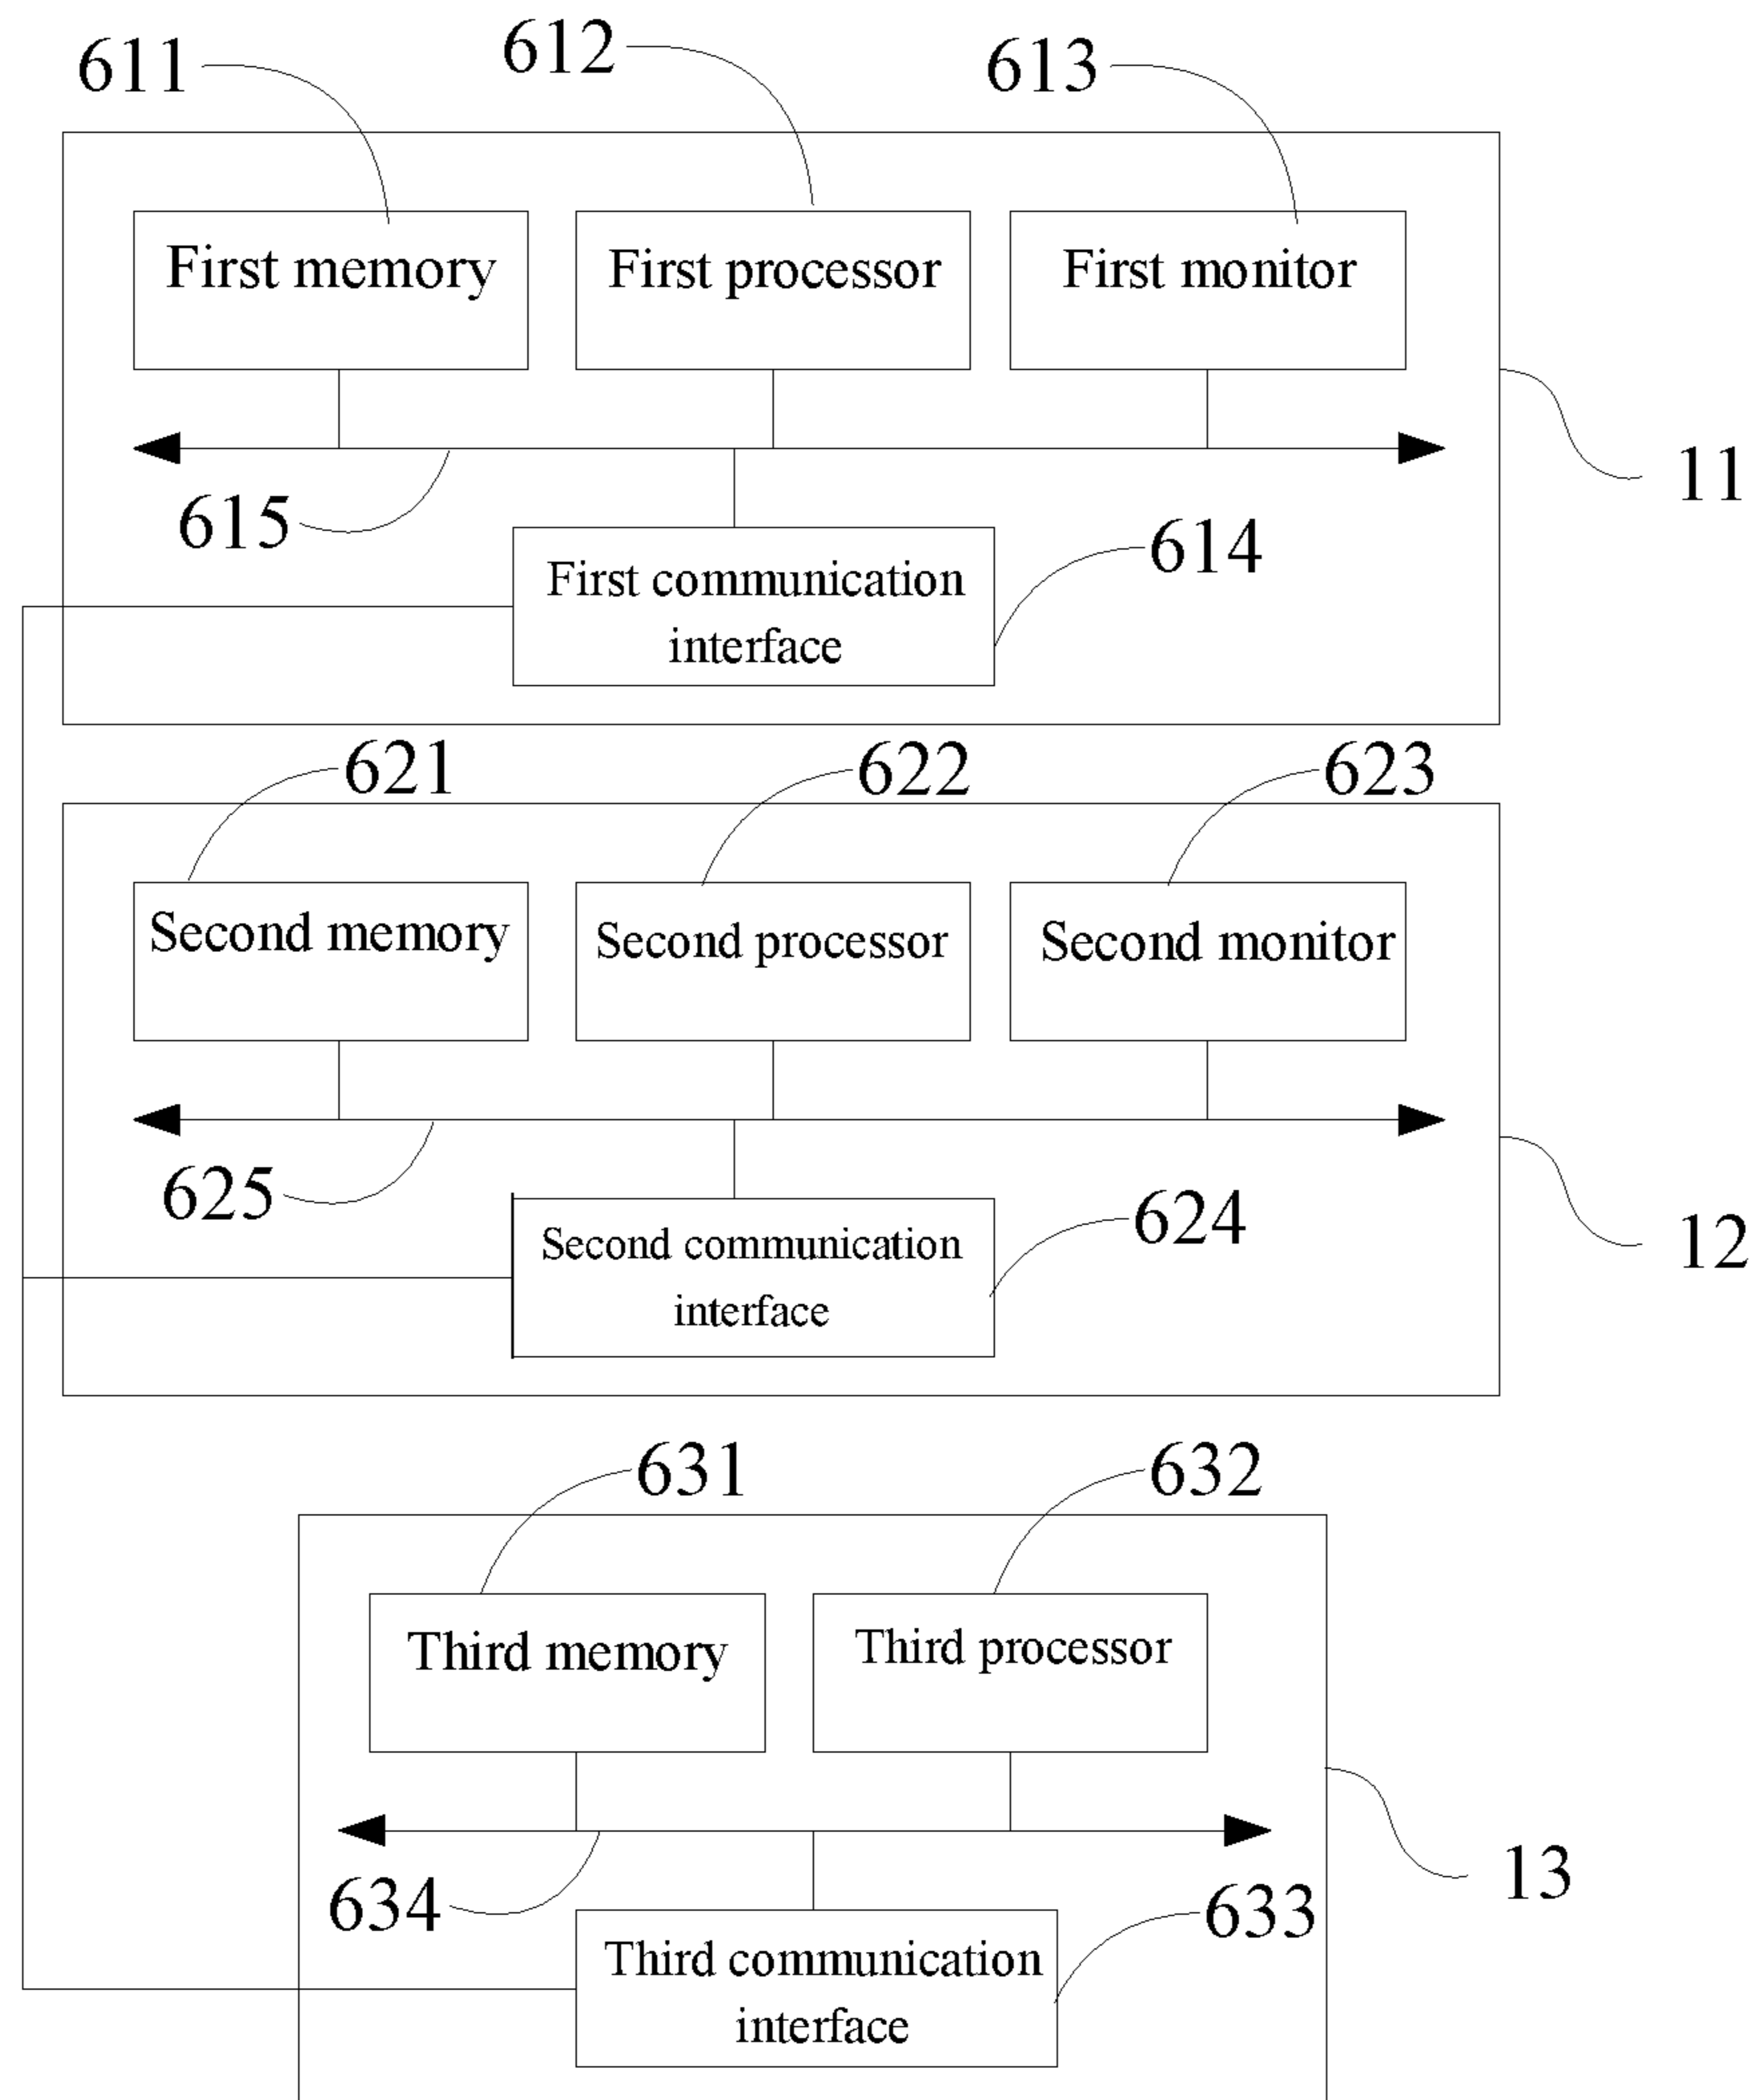 611
612
613
First memory
First processor
First monitor
11
615
614
First communication
interface
621
622
623
Second memory
Second processor
Second monitor
625
624
12
Second communication
interface
631
632
Third memory
Third processor
13
634
633
Third communication
interface